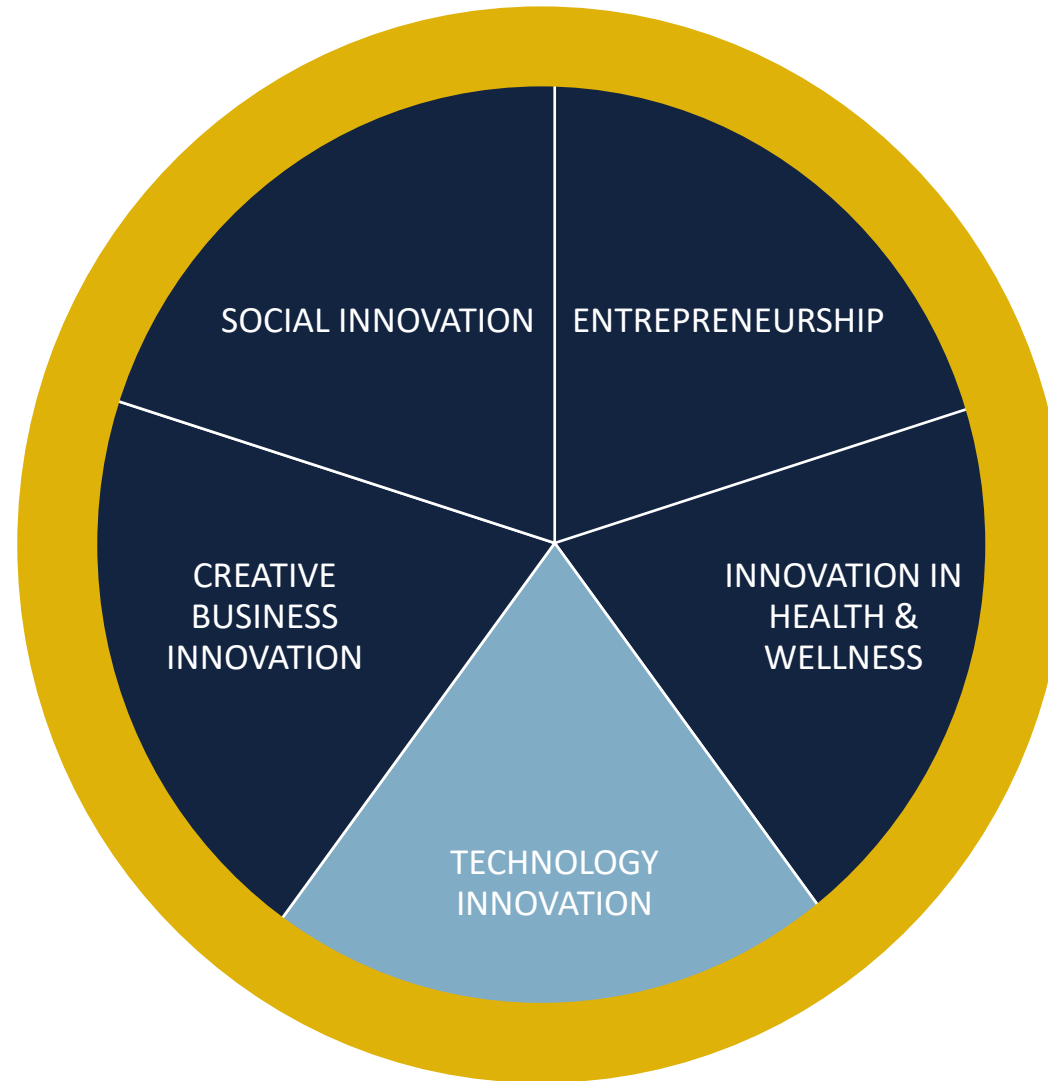 SOCIAL INNOVATION
ENTREPRENEURSHIP
CREATIVE
BUSINESS
INNOVATION
INNOVATION IN
HEALTH &
WELLNESS
TECHNOLOGY
INNOVATION